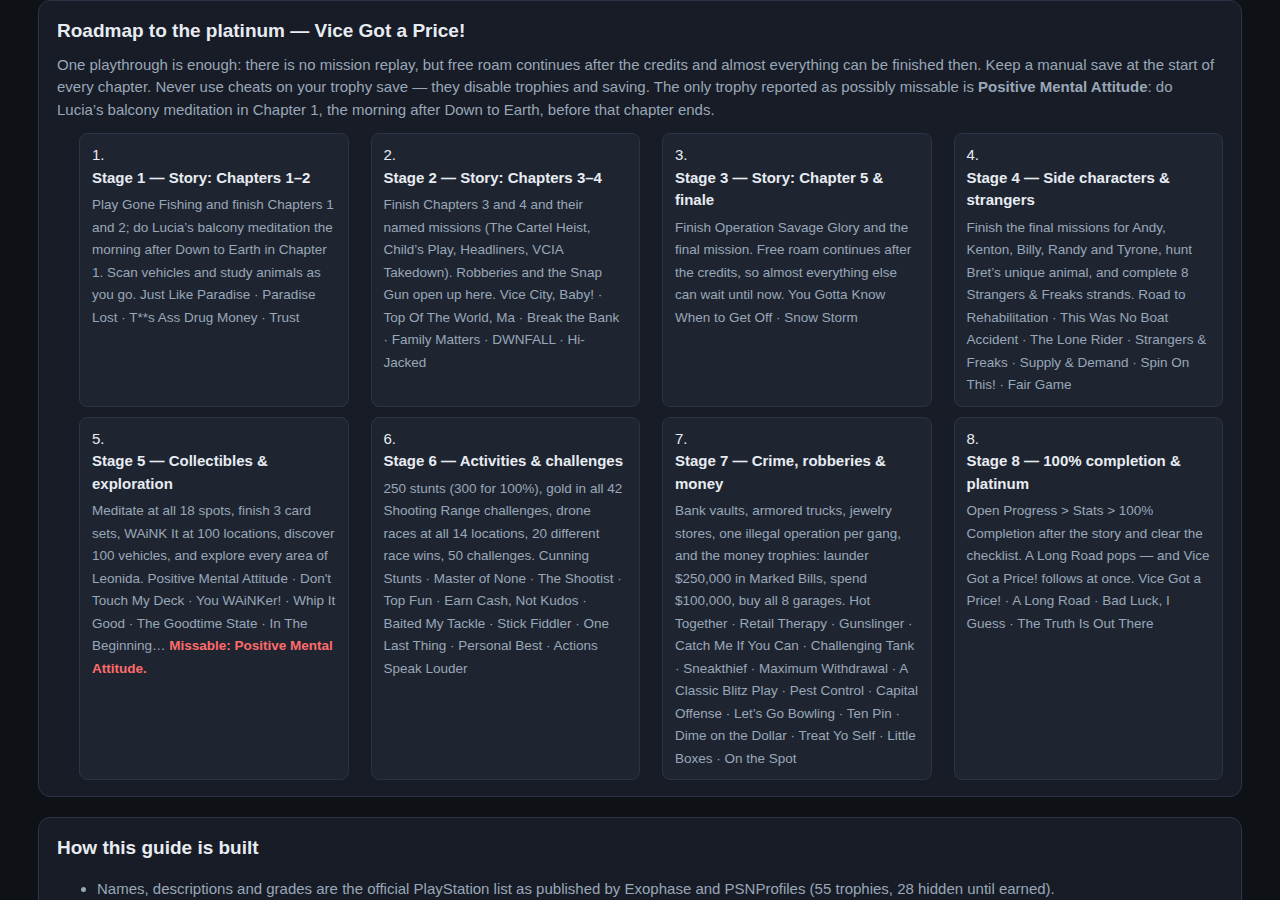 Roadmap to the platinum — Vice Got a Price!
One playthrough is enough: there is no mission replay, but free roam continues after the credits and almost everything can be finished then. Keep a manual save at the start of
every chapter. Never use cheats on your trophy save — they disable trophies and saving. The only trophy reported as possibly missable is Positive Mental Attitude: do
Lucia’s balcony meditation in Chapter 1, the morning after Down to Earth, before that chapter ends.
1.
Stage 1 — Story: Chapters 1–2
Play Gone Fishing and finish Chapters 1
and 2; do Lucia’s balcony meditation the
morning after Down to Earth in Chapter
1. Scan vehicles and study animals as
you go. Just Like Paradise · Paradise
Lost · T**s Ass Drug Money · Trust
2.
Stage 2 — Story: Chapters 3–4
Finish Chapters 3 and 4 and their
named missions (The Cartel Heist,
Child’s Play, Headliners, VCIA
Takedown). Robberies and the Snap
Gun open up here. Vice City, Baby! ·
Top Of The World, Ma · Break the Bank
· Family Matters · DWNFALL · Hi-
Jacked
3.
Stage 3 — Story: Chapter 5 &
finale
Finish Operation Savage Glory and the
final mission. Free roam continues after
the credits, so almost everything else
can wait until now. You Gotta Know
When to Get Off · Snow Storm
4.
Stage 4 — Side characters &
strangers
Finish the final missions for Andy,
Kenton, Billy, Randy and Tyrone, hunt
Bret’s unique animal, and complete 8
Strangers & Freaks strands. Road to
Rehabilitation · This Was No Boat
Accident · The Lone Rider · Strangers &
Freaks · Supply & Demand · Spin On
This! · Fair Game
5.
Stage 5 — Collectibles &
exploration
Meditate at all 18 spots, finish 3 card
sets, WAiNK It at 100 locations, discover
100 vehicles, and explore every area of
Leonida. Positive Mental Attitude · Don't
Touch My Deck · You WAiNKer! · Whip It
Good · The Goodtime State · In The
Beginning… Missable: Positive Mental
Attitude.
6.
Stage 6 — Activities & challenges
250 stunts (300 for 100%), gold in all 42
Shooting Range challenges, drone
races at all 14 locations, 20 different
race wins, 50 challenges. Cunning
Stunts · Master of None · The Shootist ·
Top Fun · Earn Cash, Not Kudos ·
Baited My Tackle · Stick Fiddler · One
Last Thing · Personal Best · Actions
Speak Louder
7.
Stage 7 — Crime, robberies &
money
Bank vaults, armored trucks, jewelry
stores, one illegal operation per gang,
and the money trophies: launder
$250,000 in Marked Bills, spend
$100,000, buy all 8 garages. Hot
Together · Retail Therapy · Gunslinger ·
Catch Me If You Can · Challenging Tank
· Sneakthief · Maximum Withdrawal · A
Classic Blitz Play · Pest Control · Capital
Offense · Let’s Go Bowling · Ten Pin ·
Dime on the Dollar · Treat Yo Self · Little
Boxes · On the Spot
8.
Stage 8 — 100% completion &
platinum
Open Progress > Stats > 100%
Completion after the story and clear the
checklist. A Long Road pops — and Vice
Got a Price! follows at once. Vice Got a
Price! · A Long Road · Bad Luck, I
Guess · The Truth Is Out There
How this guide is built
• Names, descriptions and grades are the official PlayStation list as published by Exophase and PSNProfiles (55 trophies, 28 hidden until earned).